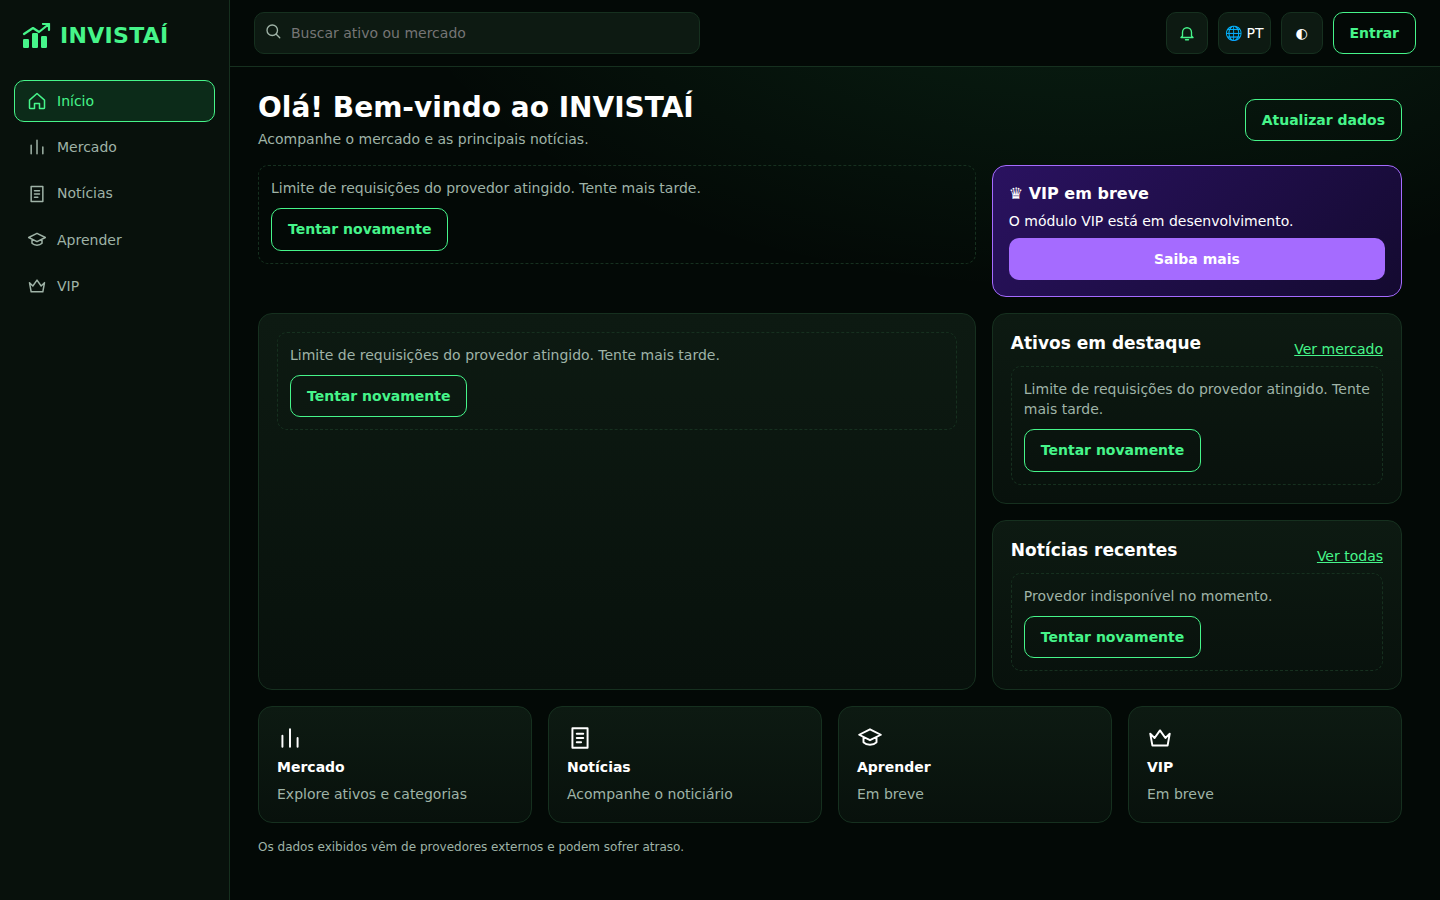 INVISTAÍ
Início
Mercado
Notícias
Aprender
VIP
Buscar ativo ou mercado
PT
Entrar
Olá! Bem-vindo ao INVISTAÍ
Acompanhe o mercado e as principais notícias.
Atualizar dados
Limite de requisições do provedor atingido. Tente mais tarde.
Tentar novamente
♛ VIP em breve
O módulo VIP está em desenvolvimento.
Saiba mais
Limite de requisições do provedor atingido. Tente mais tarde.
Tentar novamente
Ativos em destaque
Ver mercado
Limite de requisições do provedor atingido. Tente
mais tarde.
Tentar novamente
Notícias recentes
Ver todas
Provedor indisponível no momento.
Tentar novamente
Mercado
Explore ativos e categorias
Notícias
Acompanhe o noticiário
Aprender
Em breve
VIP
Em breve
Os dados exibidos vêm de provedores externos e podem sofrer atraso.